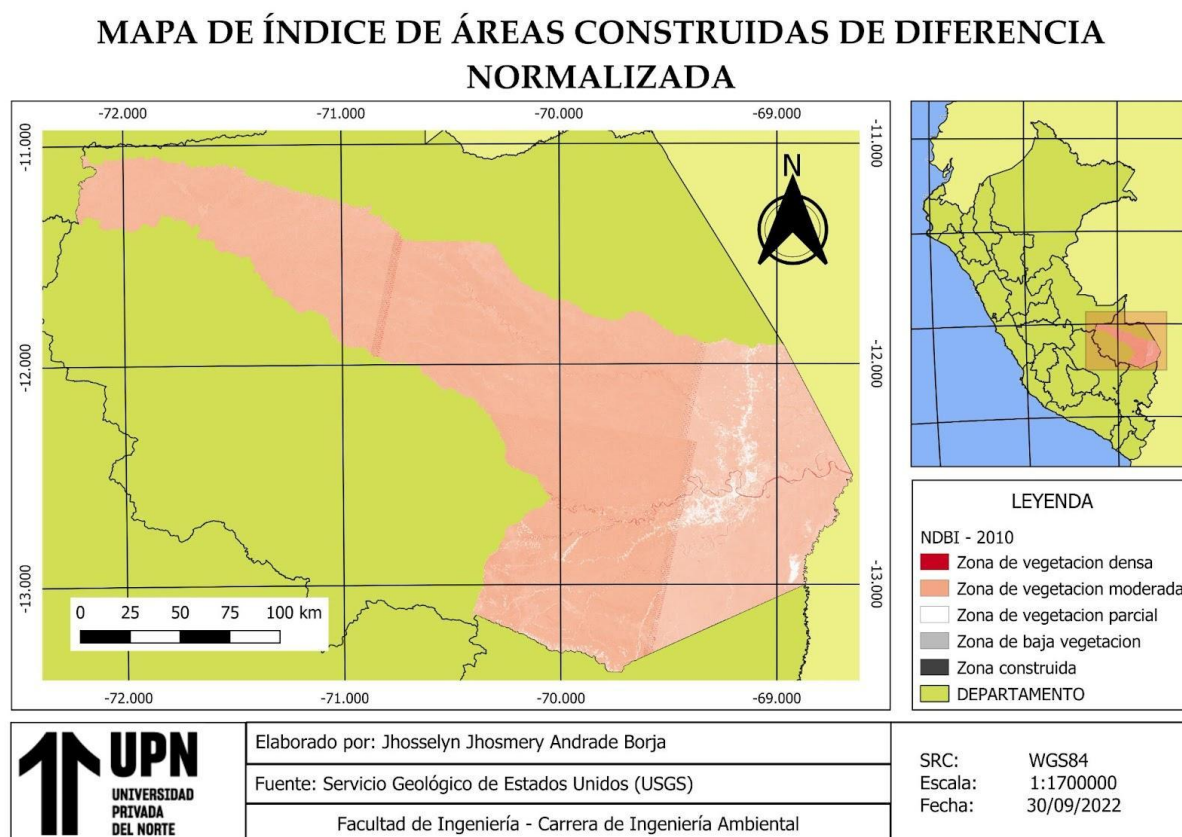 MAPA DE ÍNDICE DE ÁREAS CONSTRUIDAS DE DIFERENCIA
NORMALIZADA
-72.000 -71.000 -70.000 -69.000
-11.000 -11.000
N
-12.000 -12.000
-13.000 -13.000
0 25 50 75 100 km
-72.000 -71.000 -70.000 -69.000
LEYENDA
NDBI - 2010
Zona de vegetacion densa
Zona de vegetacion moderada
Zona de vegetacion parcial
Zona de baja vegetacion
Zona construida
DEPARTAMENTO
UPN
UNIVERSIDAD
PRIVADA
DEL NORTE
Elaborado por: Jhosselyn Jhosmery Andrade Borja
Fuente: Servicio Geológico de Estados Unidos (USGS)
Facultad de Ingeniería - Carrera de Ingeniería Ambiental
SRC: WGS84
Escala: 1:1700000
Fecha: 30/09/2022